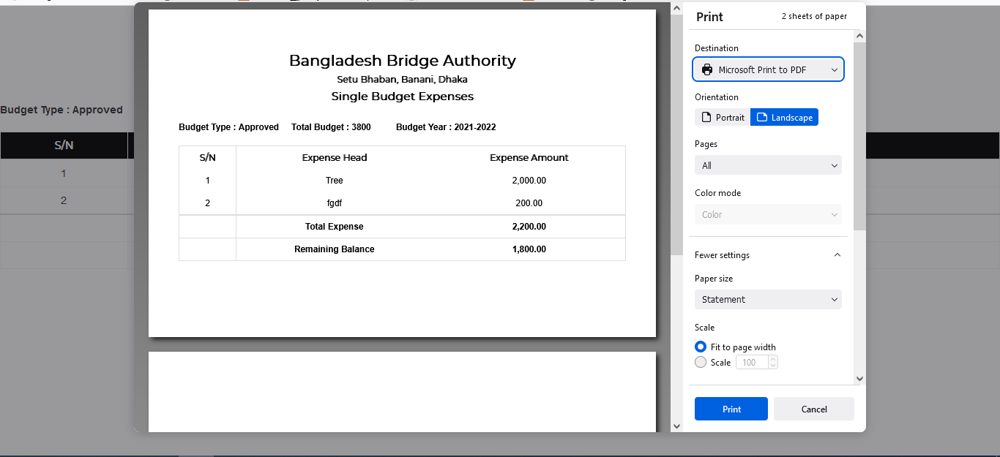 Budget Type : Approved
S/N
1
2
Bangladesh Bridge Authority
Setu Bhaban, Banani, Dhaka
Single Budget Expenses
Budget Type : Approved Total Budget : 3800 Budget Year : 2021-2022
S/N Expense Head Expense Amount
1 Tree 2,000.00
2 fgdf 200.00
Total Expense 2,200.00
Remaining Balance 1,800.00
Print 2 sheets of paper
Destination
Microsoft Print to PDF
Orientation
Portrait Landscape
Pages
All
Color mode
Color
Fewer settings
Paper size
Statement
Scale
Fit to page width
Scale 100
Print Cancel